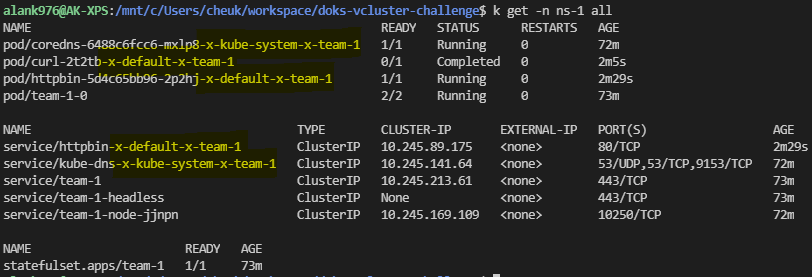 alank976@AK-XPS:/mnt/c/Users/cheuk/workspace/doks-vcluster-challenge$ k get -n ns-1 all
NAME READY STATUS RESTARTS AGE
pod/coredns-6488c6fcc6-mxlp8-x-kube-system-x-team-1 1/1 Running 0 72m
pod/curl-2t2tb-x-default-x-team-1 0/1 Completed 0 2m5s
pod/httpbin-5d4c65bb96-2p2hj-x-default-x-team-1 1/1 Running 0 2m29s
pod/team-1-0 2/2 Running 0 73m
NAME TYPE CLUSTER-IP EXTERNAL-IP PORT(S) AGE
service/httpbin-x-default-x-team-1 ClusterIP 10.245.89.175 <none> 80/TCP 2m29s
service/kube-dns-x-kube-system-x-team-1 ClusterIP 10.245.141.64 <none> 53/UDP,53/TCP,9153/TCP 72m
service/team-1 ClusterIP 10.245.213.61 <none> 443/TCP 73m
service/team-1-headless ClusterIP None <none> 443/TCP 73m
service/team-1-node-jjnpn ClusterIP 10.245.169.109 <none> 10250/TCP 72m
NAME READY AGE
statefulset.apps/team-1 1/1 73m